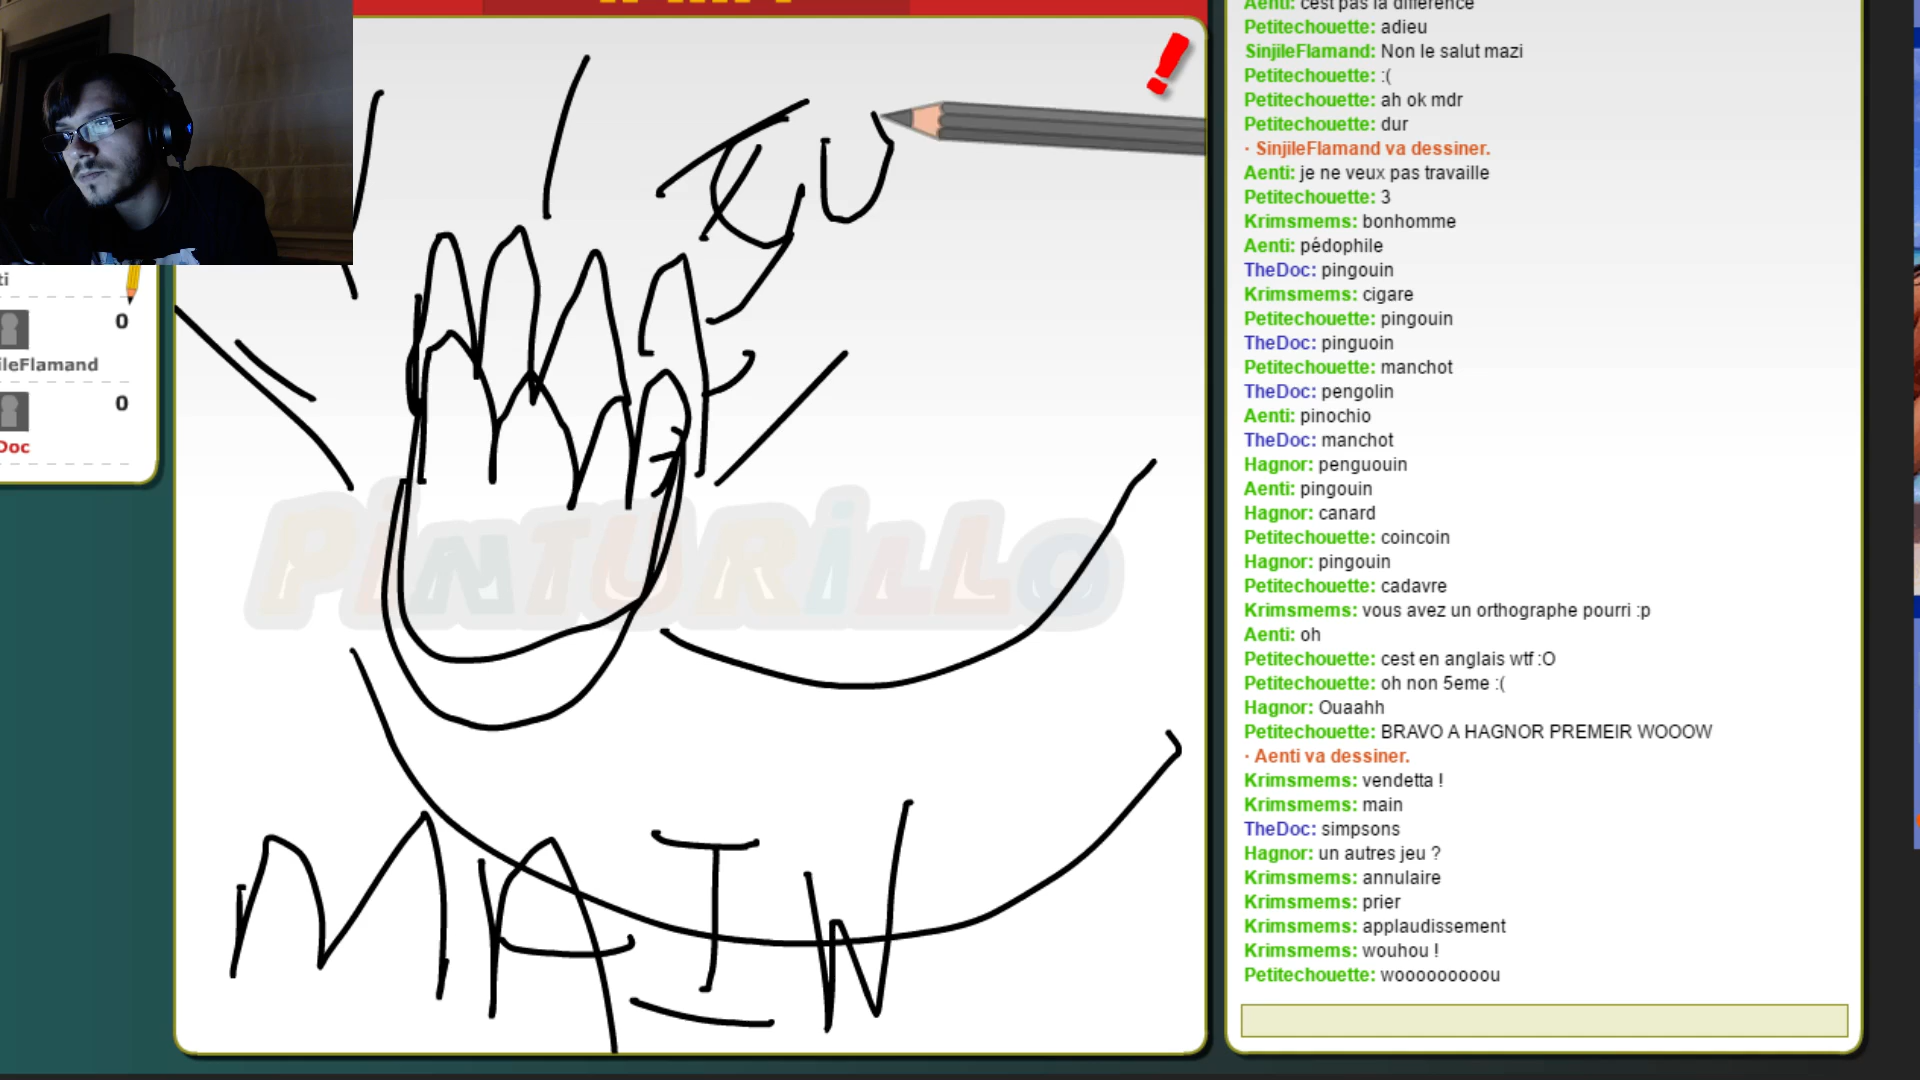 Aenti: cest pas la différence
Petitechouette: adieu
SinjileFlamand: Non le salut mazi
Petitechouette: :(
Petitechouette: ah ok mdr
Petitechouette: dur
· SinjileFlamand va dessiner.
Aenti: je ne veux pas travaille
Petitechouette: 3
Krimsmems: bonhomme
Aenti: pédophile
TheDoc: pingouin
Krimsmems: cigare
Petitechouette: pingouin
TheDoc: pinguoin
Petitechouette: manchot
TheDoc: pengolin
Aenti: pinochio
TheDoc: manchot
Hagnor: penguouin
Aenti: pingouin
Hagnor: canard
Petitechouette: coincoin
Hagnor: pingouin
Petitechouette: cadavre
Krimsmems: vous avez un orthographe pourri :p
Aenti: oh
Petitechouette: cest en anglais wtf :O
Petitechouette: oh non 5eme :(
Hagnor: Ouaahh
Petitechouette: BRAVO A HAGNOR PREMEIR WOOOW
· Aenti va dessiner.
Krimsmems: vendetta !
Krimsmems: main
TheDoc: simpsons
Hagnor: un autres jeu ?
Krimsmems: annulaire
Krimsmems: prier
Krimsmems: applaudissement
Krimsmems: wouhou !
Petitechouette: wooooooooou
ti
0
ileFlamand
0
Doc
PINTURILLO
MAIN